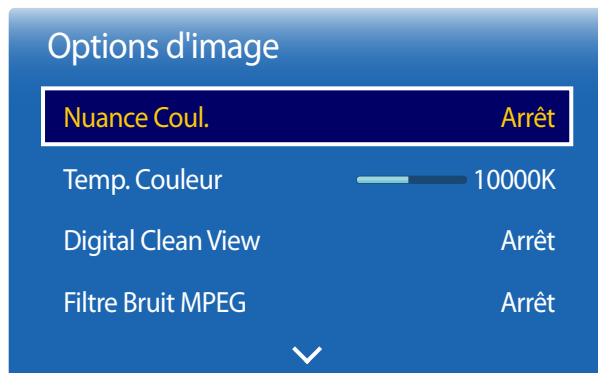 Options d'image
Nuance Coul. Arrêt
Temp. Couleur 10000K
Digital Clean View Arrêt
Filtre Bruit MPEG Arrêt